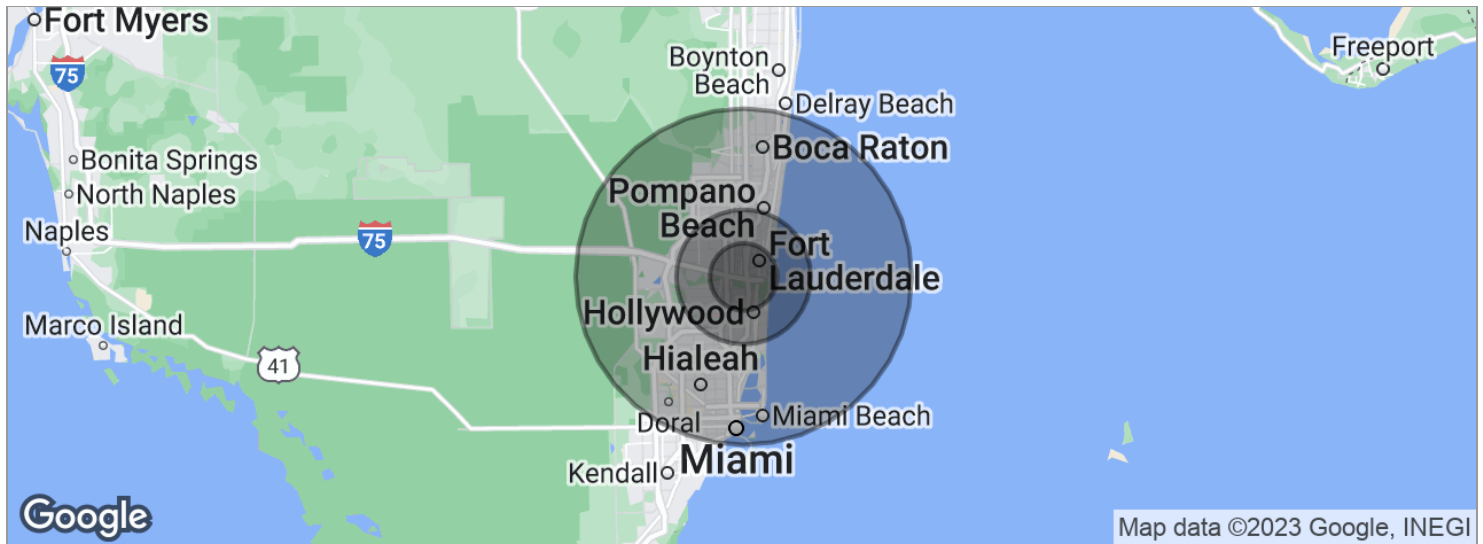 Fort Myers
75
Boynton
Beach
Freeport
Delray Beach
Boca Raton
Bonita Springs
North Naples
Pompano
Beach
Naples
75
Fort
Lauderdale
Hollywood
Marco Island
41
Hialeah
Doral
Miami Beach
Miami
Kendall
Google
Map data ©2023 Google, INEGI